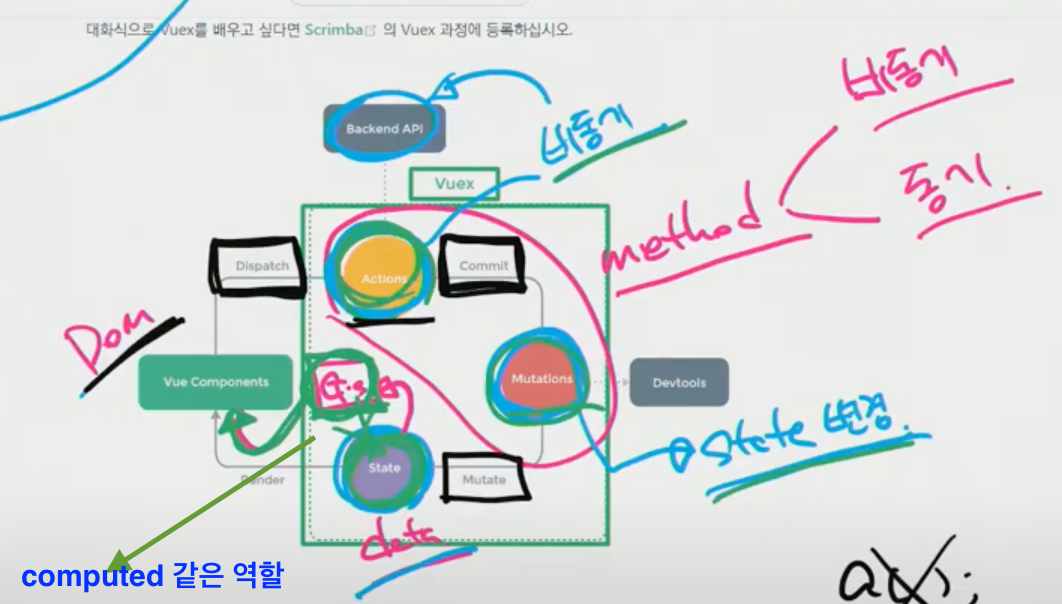 대화식으로 Vuex를 배우고 싶다면 Scrimba 의 Vuex 과정에 등록하십시오.
비동기
Backend API
비동기
Vuex
동기.
method
Dispatch
Actions
Commit
Dom
Vue Components
Mutations
Devtools
State 변경.
State
Render
Mutate
data
computed 같은 역할
a();